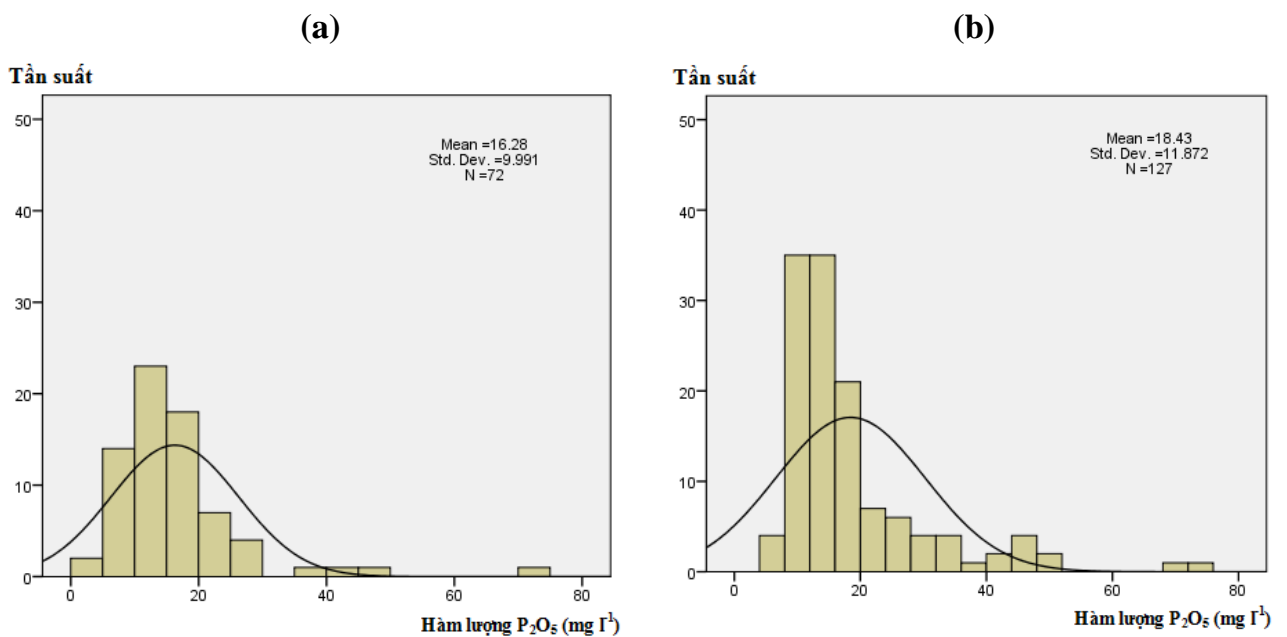 (a)
Tần suất
50
40
30
20
10
0
Mean =16.28
Std. Dev. =9.991
N =72
0 20 40 60 80
Hàm lượng P₂O₅ (mg l⁻¹)
(b)
Tần suất
50
40
30
20
10
0
Mean =18.43
Std. Dev. =11.872
N =127
0 20 40 60 80
Hàm lượng P₂O₅ (mg l⁻¹)